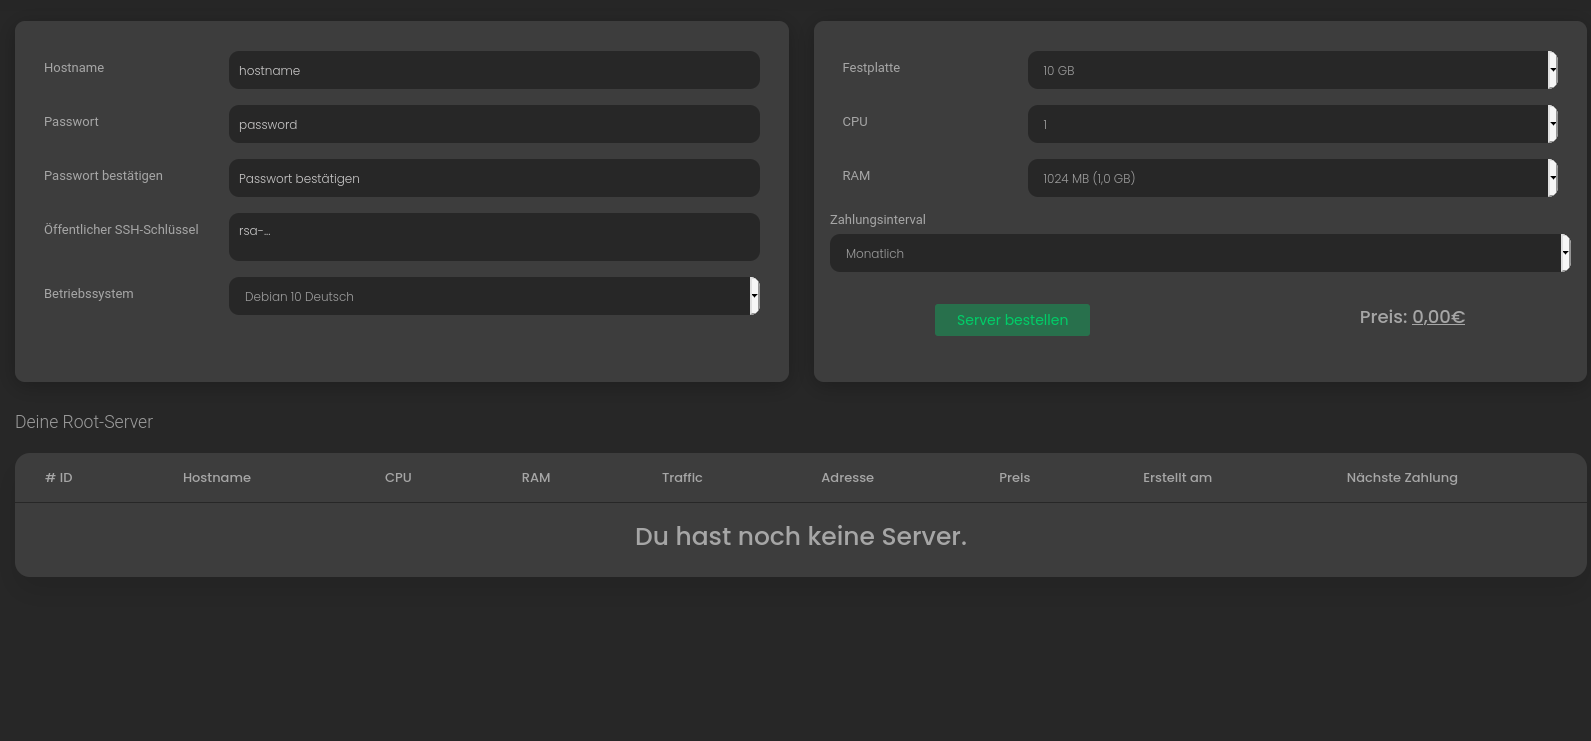 Hostname
hostname
Passwort
password
Passwort bestätigen
Passwort bestätigen
Öffentlicher SSH-Schlüssel
rsa-...
Betriebssystem
Debian 10 Deutsch
Festplatte
10 GB
CPU
1
RAM
1024 MB (1,0 GB)
Zahlungsinterval
Monatlich
Server bestellen
Preis: 0,00€
Deine Root-Server
# ID Hostname CPU RAM Traffic Adresse Preis Erstellt am Nächste Zahlung
Du hast noch keine Server.